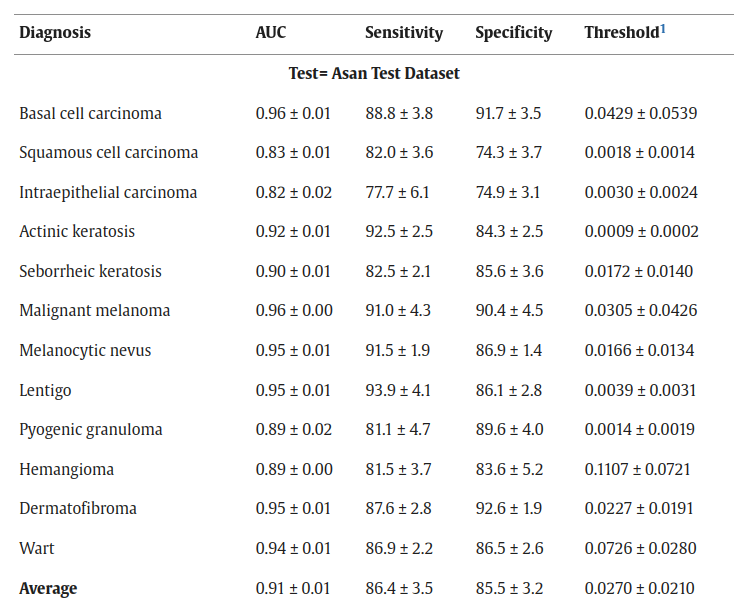 Diagnosis AUC Sensitivity Specificity Threshold1
Test= Asan Test Dataset
Basal cell carcinoma 0.96 ± 0.01 88.8 ± 3.8 91.7 ± 3.5 0.0429 ± 0.0539
Squamous cell carcinoma 0.83 ± 0.01 82.0 ± 3.6 74.3 ± 3.7 0.0018 ± 0.0014
Intraepithelial carcinoma 0.82 ± 0.02 77.7 ± 6.1 74.9 ± 3.1 0.0030 ± 0.0024
Actinic keratosis 0.92 ± 0.01 92.5 ± 2.5 84.3 ± 2.5 0.0009 ± 0.0002
Seborrheic keratosis 0.90 ± 0.01 82.5 ± 2.1 85.6 ± 3.6 0.0172 ± 0.0140
Malignant melanoma 0.96 ± 0.00 91.0 ± 4.3 90.4 ± 4.5 0.0305 ± 0.0426
Melanocytic nevus 0.95 ± 0.01 91.5 ± 1.9 86.9 ± 1.4 0.0166 ± 0.0134
Lentigo 0.95 ± 0.01 93.9 ± 4.1 86.1 ± 2.8 0.0039 ± 0.0031
Pyogenic granuloma 0.89 ± 0.02 81.1 ± 4.7 89.6 ± 4.0 0.0014 ± 0.0019
Hemangioma 0.89 ± 0.00 81.5 ± 3.7 83.6 ± 5.2 0.1107 ± 0.0721
Dermatofibroma 0.95 ± 0.01 87.6 ± 2.8 92.6 ± 1.9 0.0227 ± 0.0191
Wart 0.94 ± 0.01 86.9 ± 2.2 86.5 ± 2.6 0.0726 ± 0.0280
Average 0.91 ± 0.01 86.4 ± 3.5 85.5 ± 3.2 0.0270 ± 0.0210